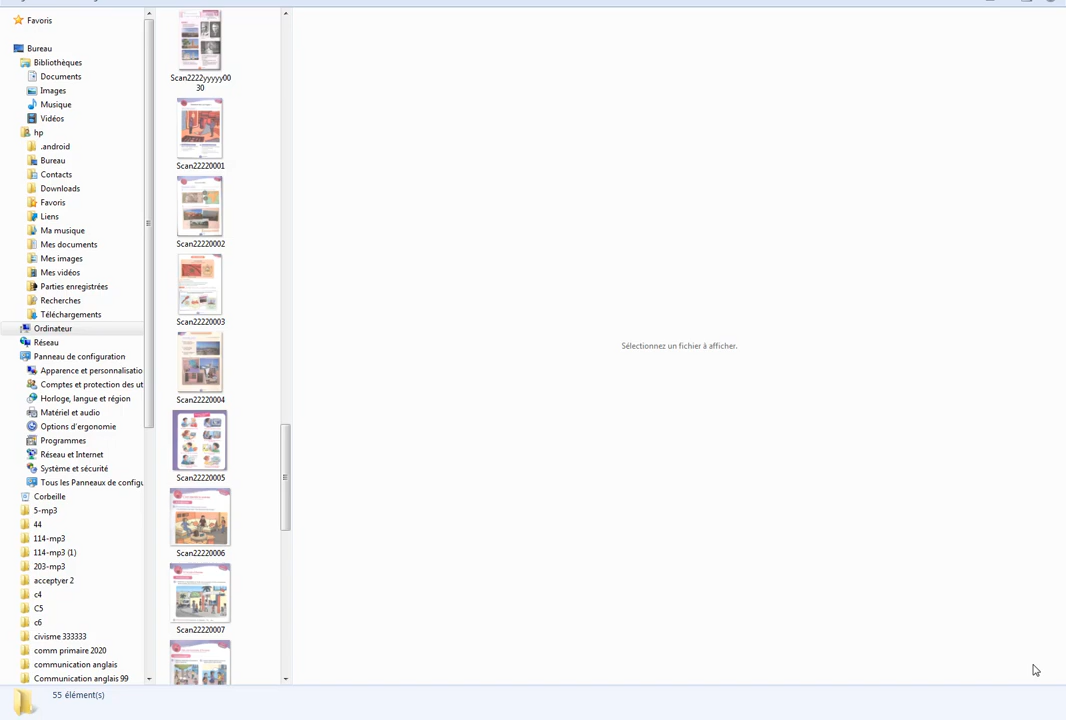 Favoris
Bureau
Bibliothèques
Documents
Images
Musique
Vidéos
hp
.android
Bureau
Contacts
Downloads
Favoris
Liens
Ma musique
Mes documents
Mes images
Mes vidéos
Parties enregistrées
Recherches
Téléchargements
Ordinateur
Réseau
Panneau de configuration
Apparence et personnalisatio
Comptes et protection des ut
Horloge, langue et région
Matériel et audio
Options d'ergonomie
Programmes
Réseau et Internet
Système et sécurité
Tous les Panneaux de configu
Corbeille
5-mp3
44
114-mp3
114-mp3 (1)
203-mp3
acceptyer 2
c4
C5
c6
civisme 333333
comm primaire 2020
communication anglais
Communication anglais 99
Scan2222yyyyy00
30
Scan22220001
Scan22220002
Scan22220003
Scan22220004
Scan22220005
Scan22220006
Scan22220007
Sélectionnez un fichier à afficher.
55 élément(s)